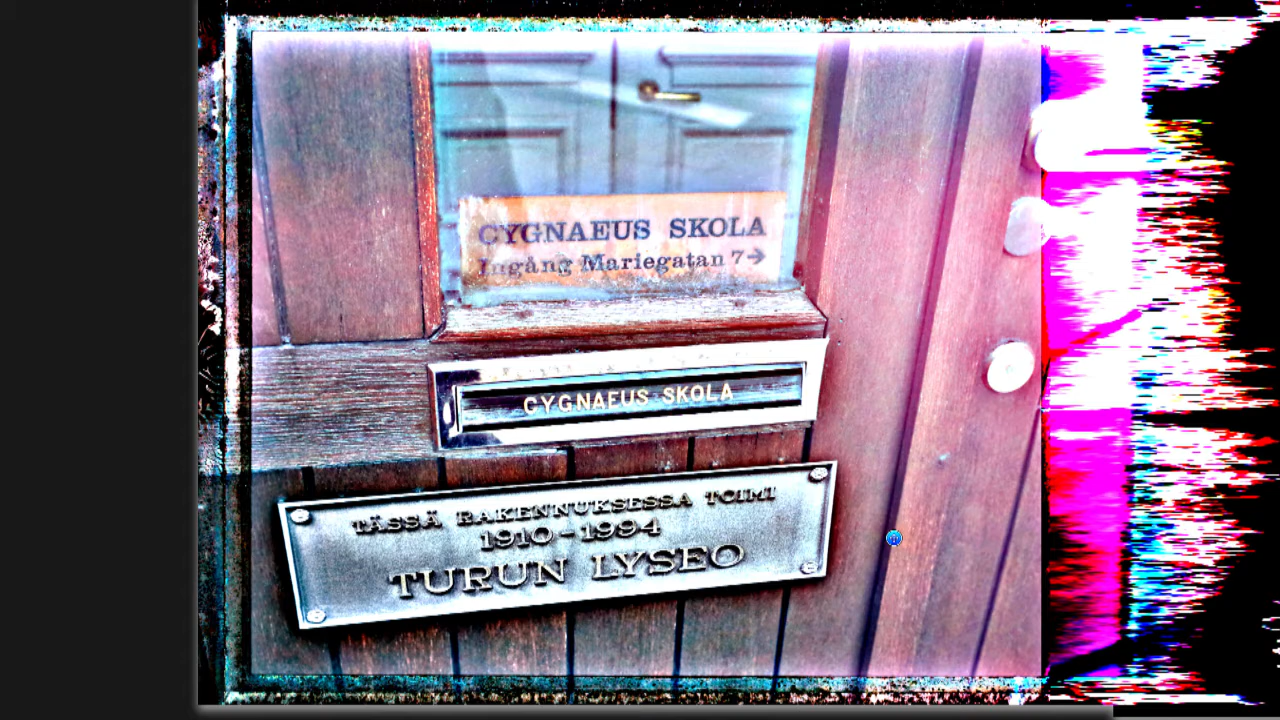 CYGNAEUS SKOLA
Ingång Mariegatan 7→
CYGNAEUS SKOLA
TÄSSÄ RAKENNUKSESSA TOIMI
1910-1994
TURUN LYSEO